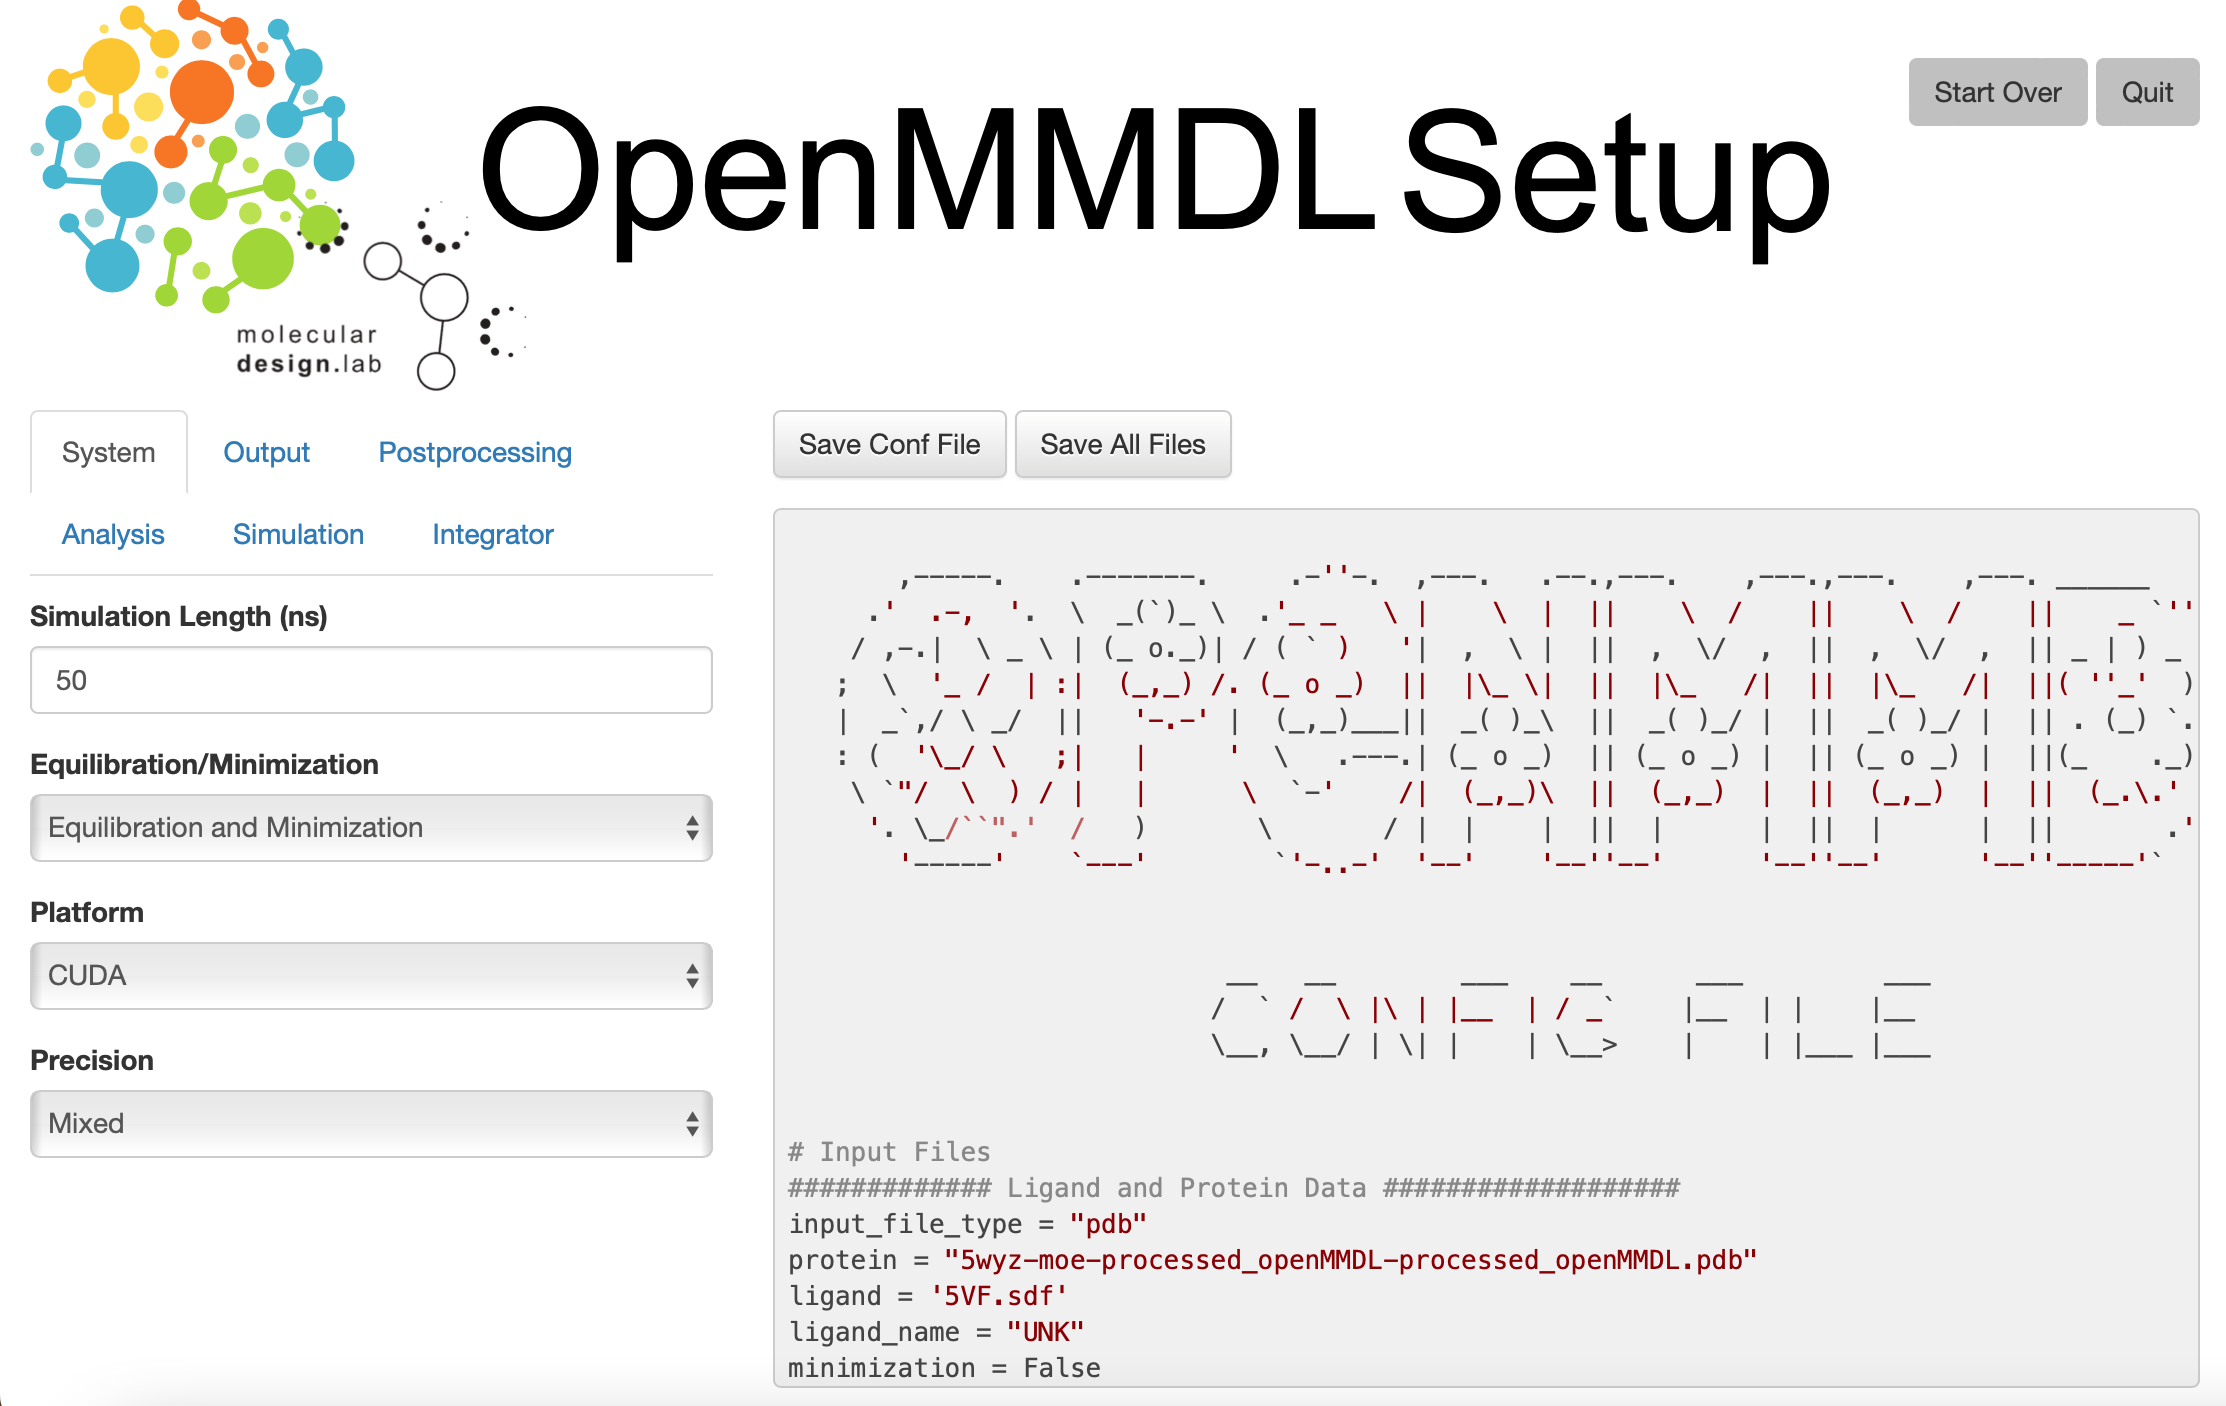 OpenMMDL Setup
Start Over
Quit
molecular
design.lab
System
Output
Postprocessing
Analysis
Simulation
Integrator
Simulation Length (ns)
50
Equilibration/Minimization
Equilibration and Minimization
Platform
CUDA
Precision
Mixed
Save Conf File
Save All Files
# Input Files
############# Ligand and Protein Data ###################
input_file_type = "pdb"
protein = "5wyz-moe-processed_openMMDL-processed_openMMDL.pdb"
ligand = '5VF.sdf'
ligand_name = "UNK"
minimization = False